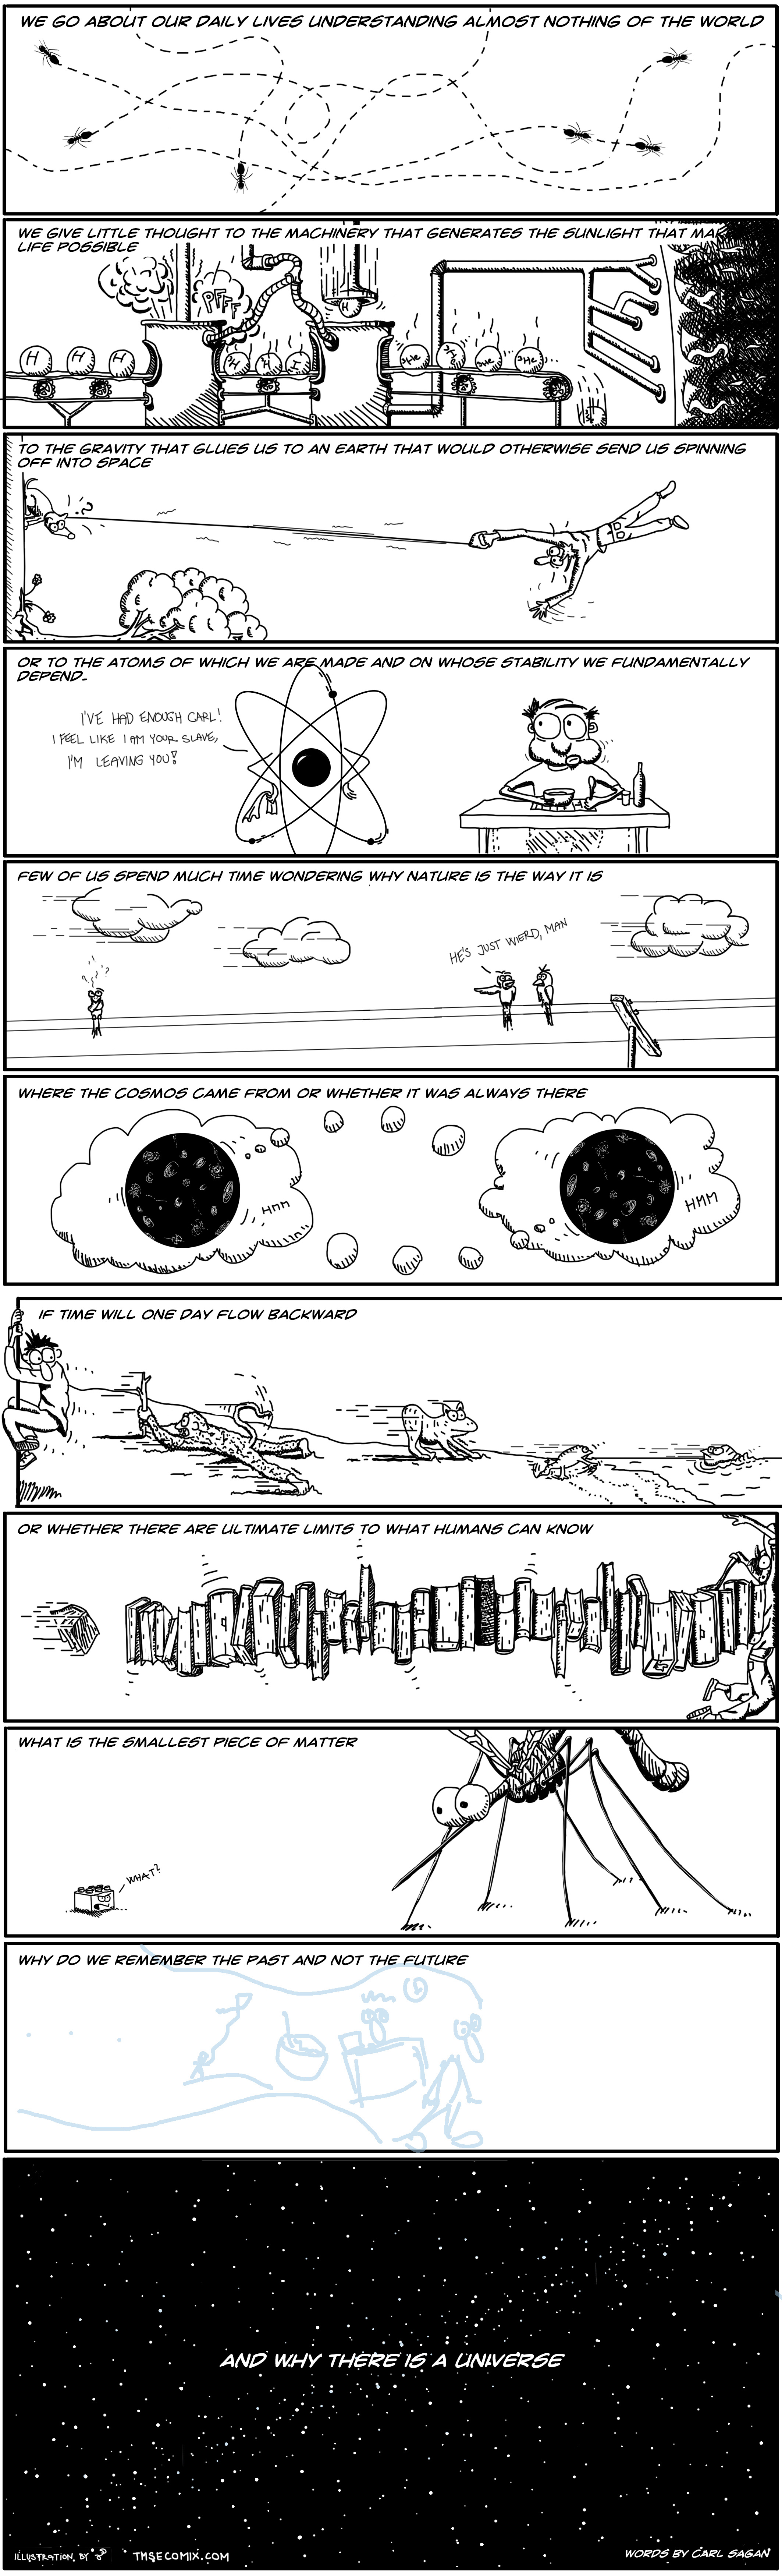 WE GO ABOUT OUR DAILY LIVES UNDERSTANDING ALMOST NOTHING OF THE WORLD
WE GIVE LITTLE THOUGHT TO THE MACHINERY THAT GENERATES THE SUNLIGHT THAT MAK
LIFE POSSIBLE
PFFF
H
H
H
H
H
H
H
TO THE GRAVITY THAT GLUES US TO AN EARTH THAT WOULD OTHERWISE SEND US SPINNING
OFF INTO SPACE
?
OR TO THE ATOMS OF WHICH WE ARE MADE AND ON WHOSE STABILITY WE FUNDAMENTALLY
DEPEND.
I'VE HAD ENOUGH CARL!
I FEEL LIKE I AM YOUR SLAVE,
I'M LEAVING YOU!
FEW OF US SPEND MUCH TIME WONDERING WHY NATURE IS THE WAY IT IS
HE'S JUST WIERD, MAN
WHERE THE COSMOS CAME FROM OR WHETHER IT WAS ALWAYS THERE
HMM
HMM
IF TIME WILL ONE DAY FLOW BACKWARD
OR WHETHER THERE ARE ULTIMATE LIMITS TO WHAT HUMANS CAN KNOW
WHAT IS THE SMALLEST PIECE OF MATTER
WHAT?
WHY DO WE REMEMBER THE PAST AND NOT THE FUTURE
AND WHY THERE IS A UNIVERSE
ILLUSTRATION BY
THSECOMIX.COM
WORDS BY CARL SAGAN